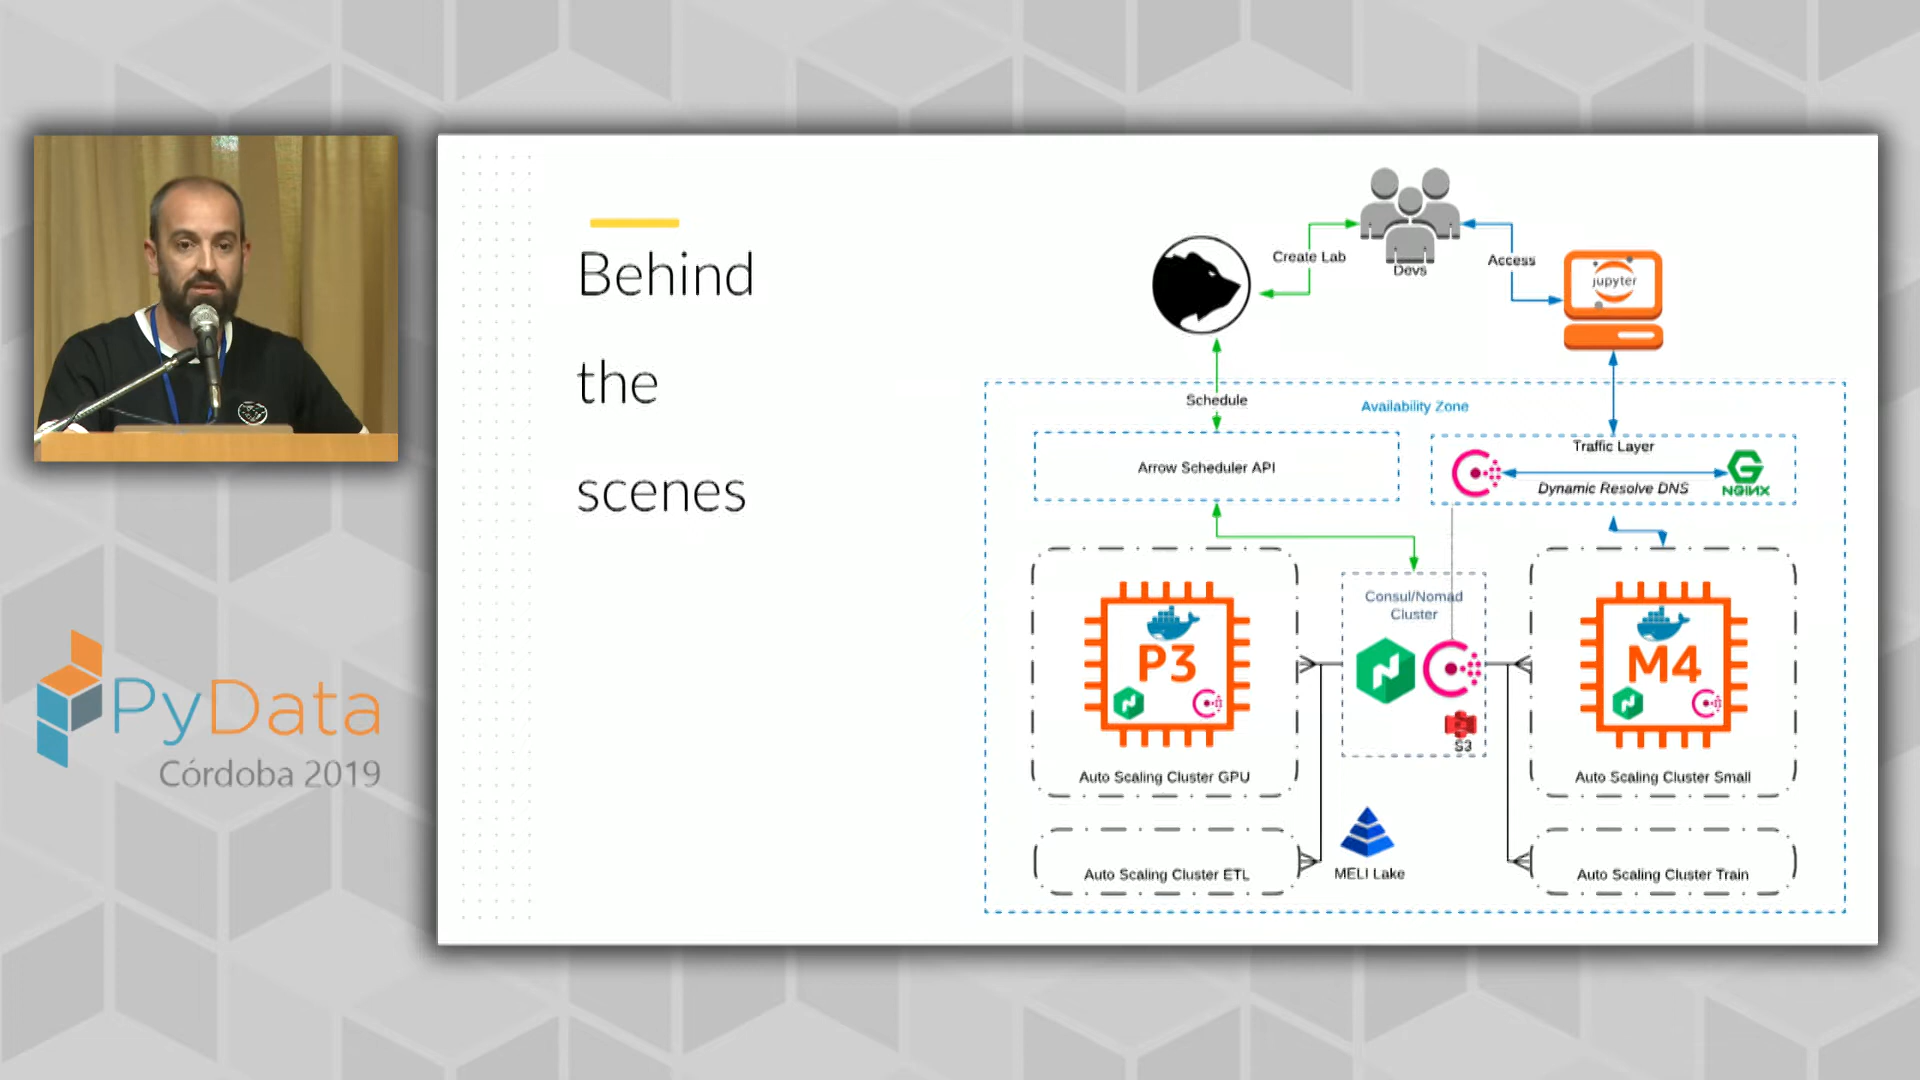 Behind
the
scenes
Create Lab
Devs
Access
jupyter
Schedule
Availability Zone
Arrow Scheduler API
Traffic Layer
Dynamic Resolve DNS
NGINX
Consul/Nomad
Cluster
P3
M4
S3
Auto Scaling Cluster GPU
Auto Scaling Cluster Small
MELI Lake
Auto Scaling Cluster ETL
Auto Scaling Cluster Train
PyData
Córdoba 2019